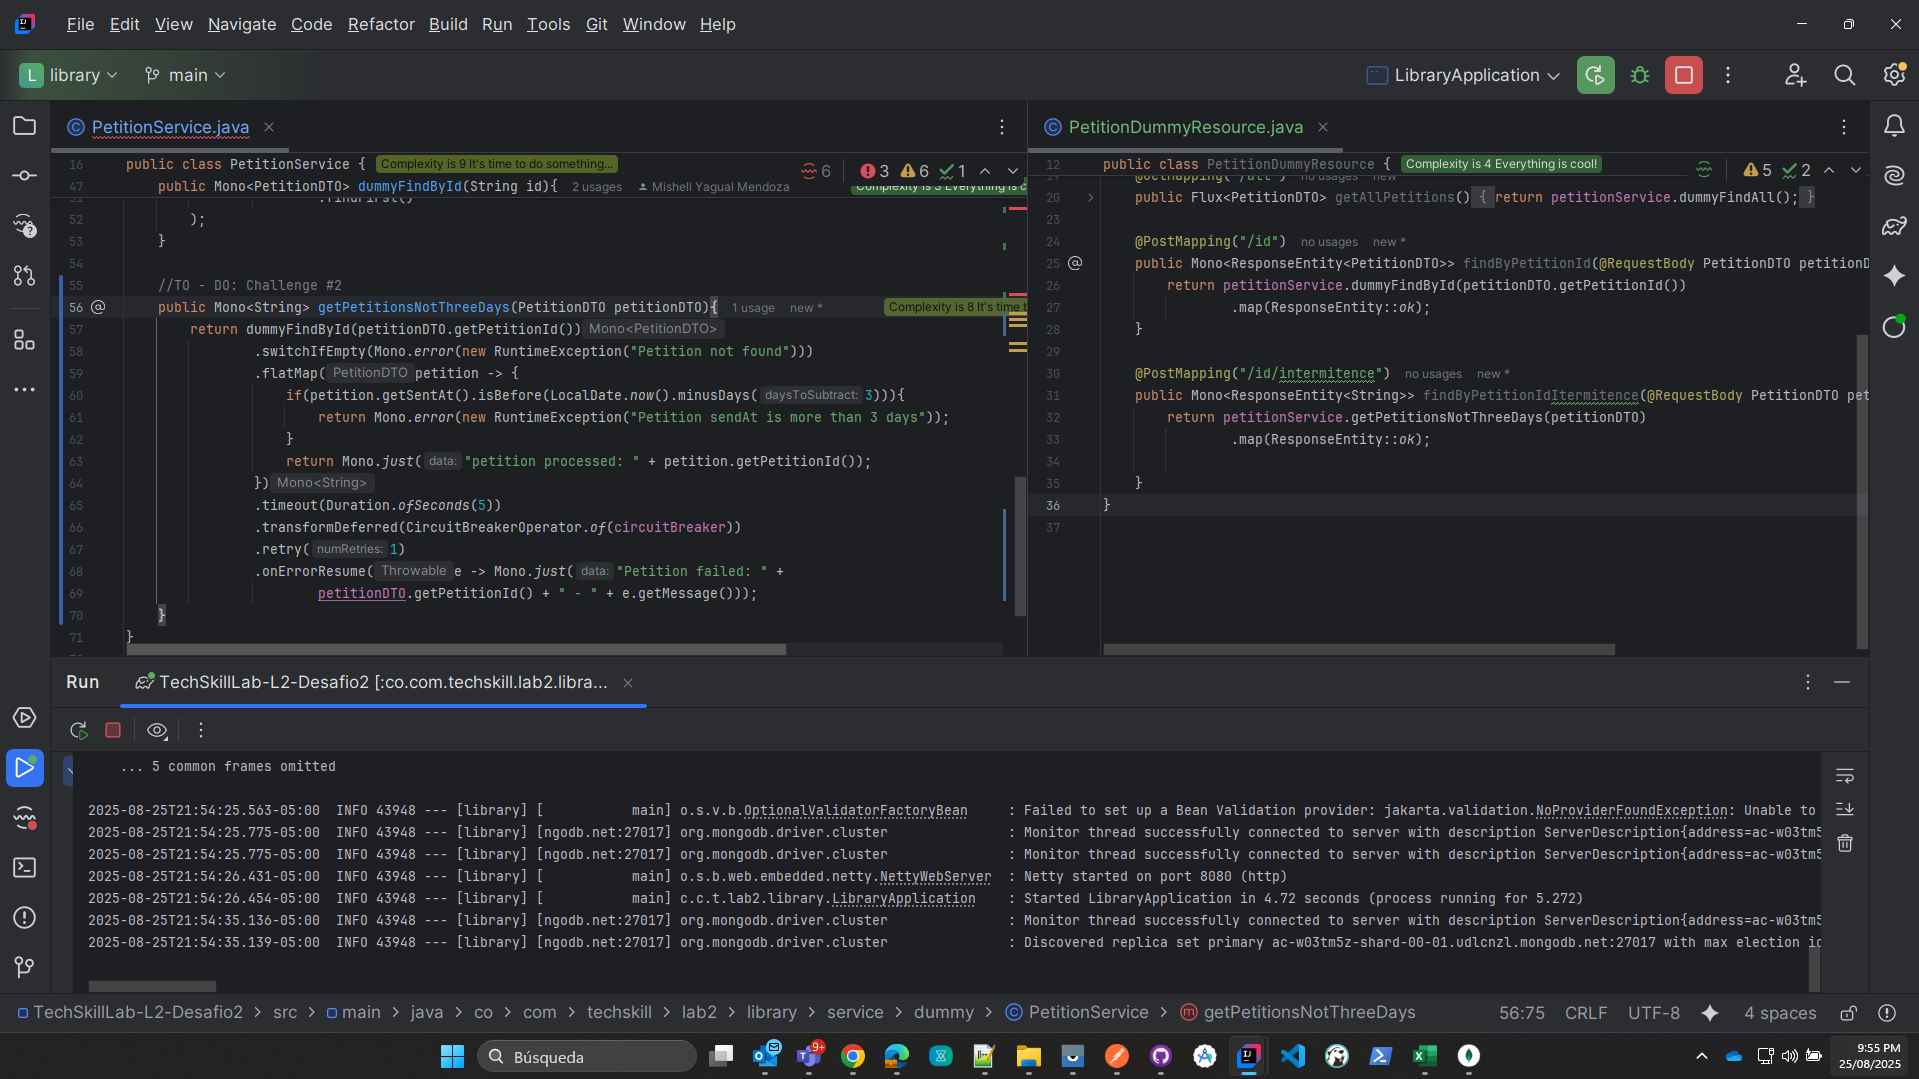 File Edit View Navigate Code Refactor Build Run Tools Git Window Help
L library main LibraryApplication
PetitionService.java
16 public class PetitionService { Complexity is 9 It's time to do something... 6 3 6 1
47 public Mono<PetitionDTO> dummyFindById(String id){ 2 usages Mishell Yagual Mendoza Complexity is 3 Everything is c
51 .findFirst()
52 );
53 }
54
55 //TO - DO: Challenge #2
56 public Mono<String> getPetitionsNotThreeDays(PetitionDTO petitionDTO){ 1 usage new * Complexity is 8 It's time t
57 return dummyFindById(petitionDTO.getPetitionId()) Mono<PetitionDTO>
58 .switchIfEmpty(Mono.error(new RuntimeException("Petition not found")))
59 .flatMap( PetitionDTO petition -> {
60 if(petition.getSentAt().isBefore(LocalDate.now().minusDays( daysToSubtract: 3))){
61 return Mono.error(new RuntimeException("Petition sendAt is more than 3 days"));
62 }
63 return Mono.just( data: "petition processed: " + petition.getPetitionId());
64 }) Mono<String>
65 .timeout(Duration.ofSeconds(5))
66 .transformDeferred(CircuitBreakerOperator.of(circuitBreaker))
67 .retry( numRetries: 1)
68 .onErrorResume( Throwable e -> Mono.just( data: "Petition failed: " +
69 petitionDTO.getPetitionId() + " - " + e.getMessage()));
70 }
71 }
PetitionDummyResource.java
12 public class PetitionDummyResource { Complexity is 4 Everything is cool! 5 2
19 @GetMapping("/all") no usages new *
20 public Flux<PetitionDTO> getAllPetitions() { return petitionService.dummyFindAll(); }
23
24 @PostMapping("/id") no usages new *
25 public Mono<ResponseEntity<PetitionDTO>> findByPetitionId(@RequestBody PetitionDTO petitionD
26 return petitionService.dummyFindById(petitionDTO.getPetitionId())
27 .map(ResponseEntity::ok);
28 }
29
30 @PostMapping("/id/intermitence") no usages new *
31 public Mono<ResponseEntity<String>> findByPetitionIdItermitence(@RequestBody PetitionDTO pet
32 return petitionService.getPetitionsNotThreeDays(petitionDTO)
33 .map(ResponseEntity::ok);
34
35 }
36 }
37
Run TechSkillLab-L2-Desafio2 [:co.com.techskill.lab2.libra...
... 5 common frames omitted
2025-08-25T21:54:25.563-05:00 INFO 43948 --- [library] [ main] o.s.v.b.OptionalValidatorFactoryBean : Failed to set up a Bean Validation provider: jakarta.validation.NoProviderFoundException: Unable to
2025-08-25T21:54:25.775-05:00 INFO 43948 --- [library] [ngodb.net:27017] org.mongodb.driver.cluster : Monitor thread successfully connected to server with description ServerDescription{address=ac-w03tm5
2025-08-25T21:54:25.775-05:00 INFO 43948 --- [library] [ngodb.net:27017] org.mongodb.driver.cluster : Monitor thread successfully connected to server with description ServerDescription{address=ac-w03tm5
2025-08-25T21:54:26.431-05:00 INFO 43948 --- [library] [ main] o.s.b.web.embedded.netty.NettyWebServer : Netty started on port 8080 (http)
2025-08-25T21:54:26.454-05:00 INFO 43948 --- [library] [ main] c.c.t.lab2.library.LibraryApplication : Started LibraryApplication in 4.72 seconds (process running for 5.272)
2025-08-25T21:54:35.136-05:00 INFO 43948 --- [library] [ngodb.net:27017] org.mongodb.driver.cluster : Monitor thread successfully connected to server with description ServerDescription{address=ac-w03tm5
2025-08-25T21:54:35.139-05:00 INFO 43948 --- [library] [ngodb.net:27017] org.mongodb.driver.cluster : Discovered replica set primary ac-w03tm5z-shard-00-01.udlcnzl.mongodb.net:27017 with max election id
TechSkillLab-L2-Desafio2 > src > main > java > co > com > techskill > lab2 > library > service > dummy > PetitionService > getPetitionsNotThreeDays 56:75 CRLF UTF-8 4 spaces
Búsqueda 9+ 9:55 PM
25/08/2025